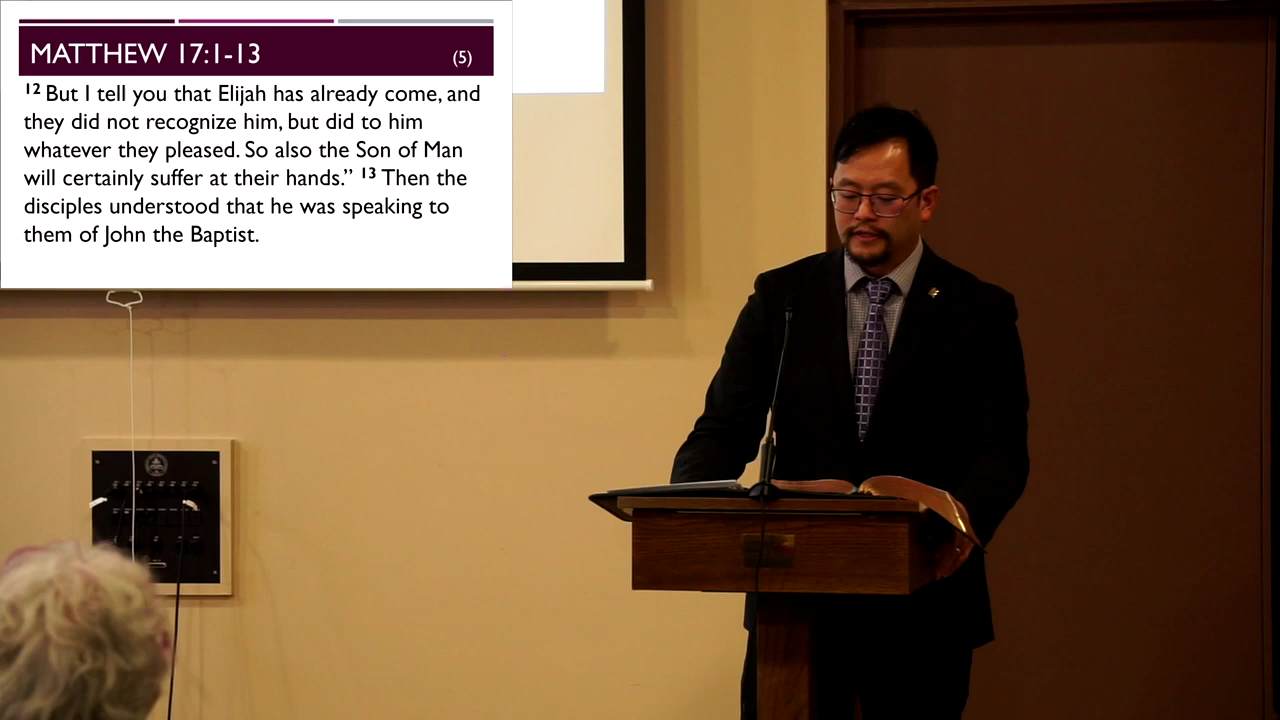 MATTHEW 17:1-13 (5)
12 But I tell you that Elijah has already come, and
they did not recognize him, but did to him
whatever they pleased. So also the Son of Man
will certainly suffer at their hands.” 13 Then the
disciples understood that he was speaking to
them of John the Baptist.